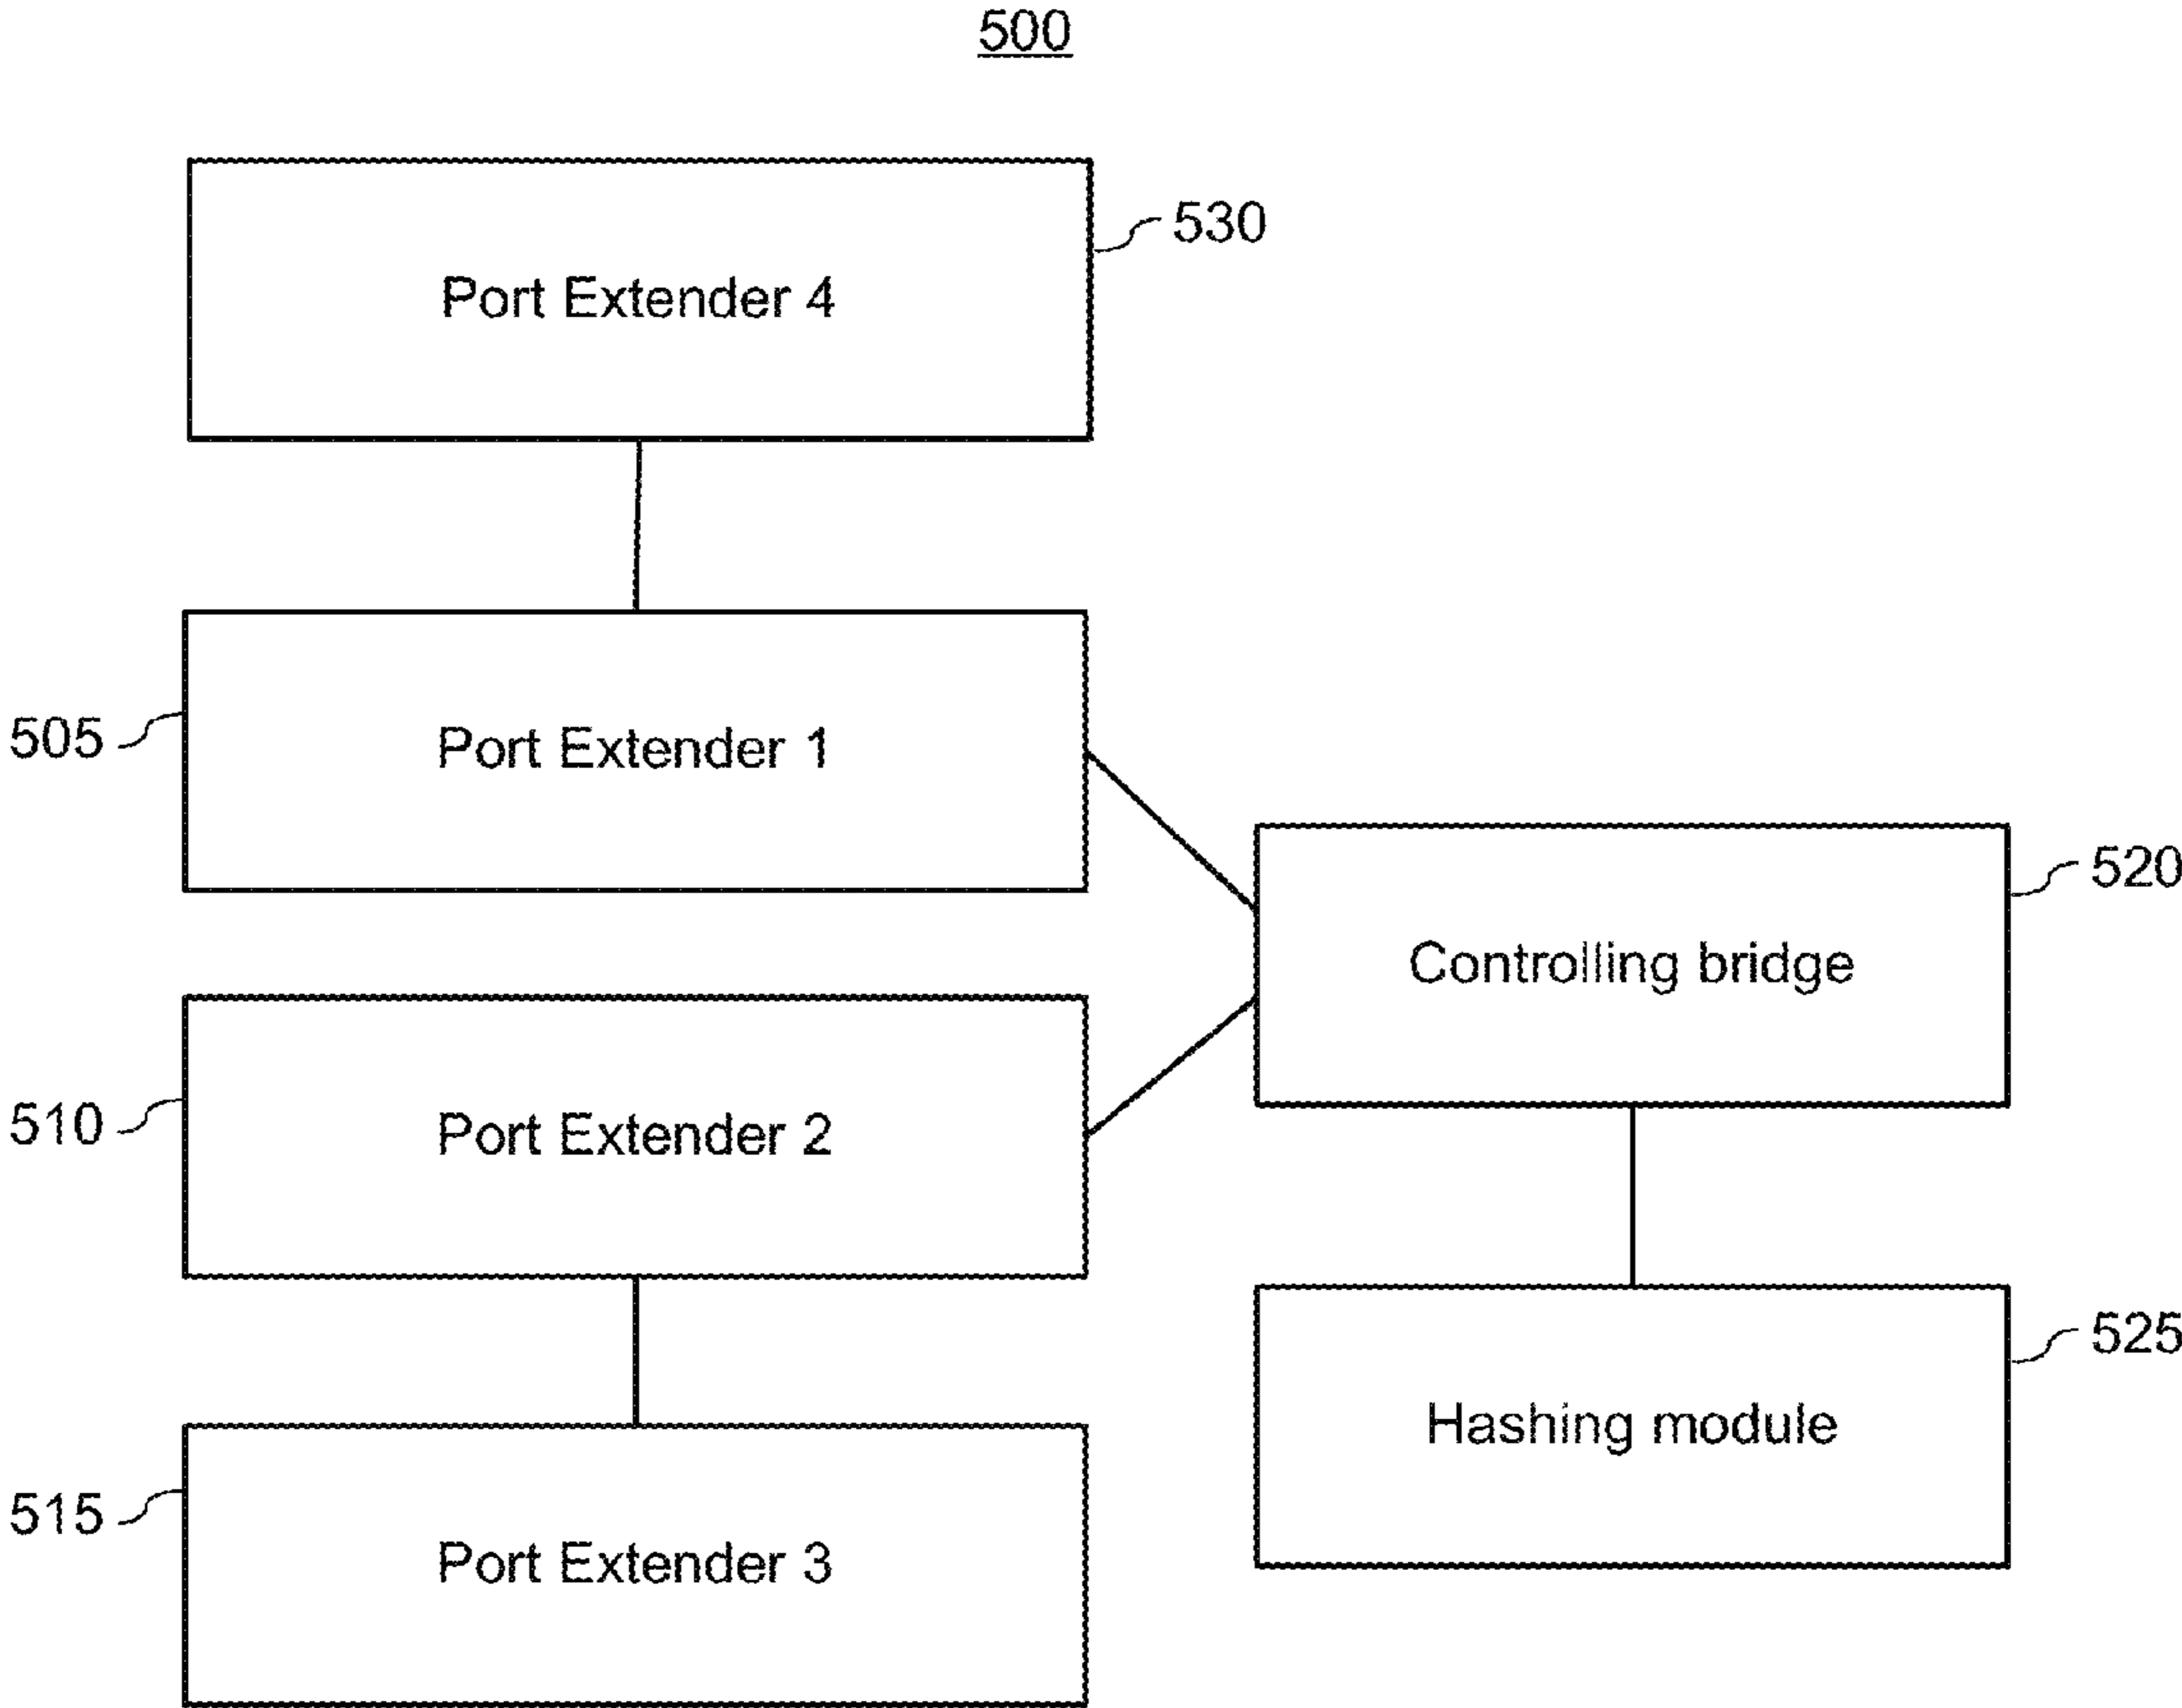 500
Port Extender 4
530
505
Port Extender 1
520
Controlling bridge
510
Port Extender 2
525
Hashing module
515
Port Extender 3